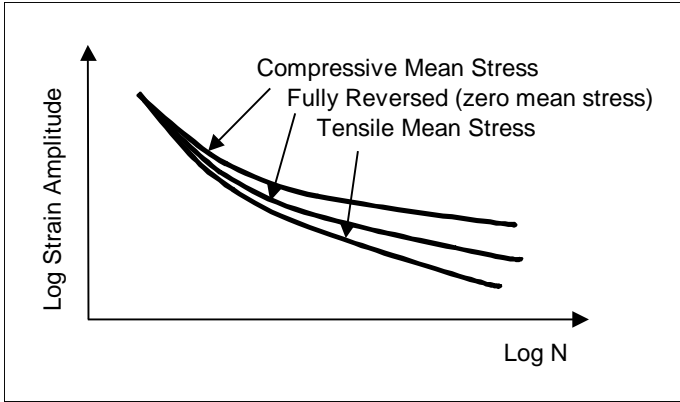 Compressive Mean Stress
Fully Reversed (zero mean stress)
Tensile Mean Stress
Log Strain Amplitude
Log N